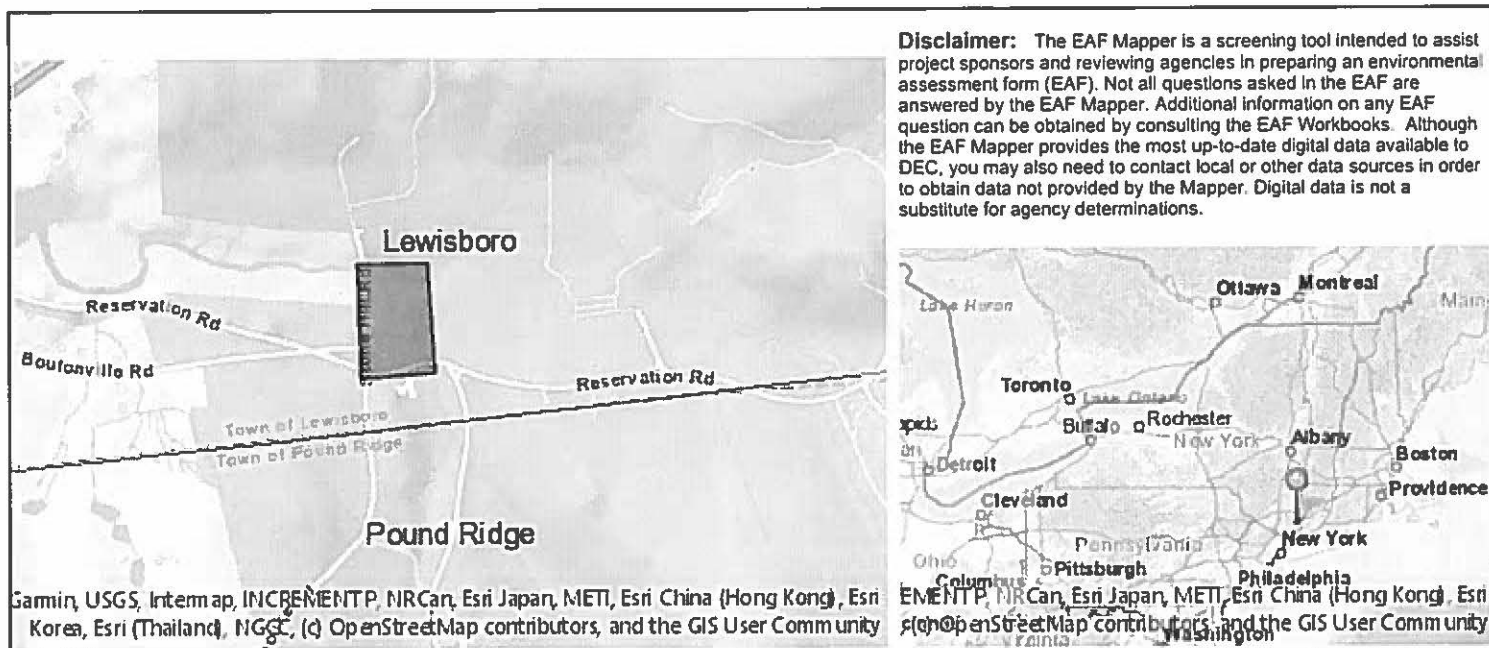 Disclaimer: The EAF Mapper is a screening tool intended to assist
project sponsors and reviewing agencies in preparing an environmental
assessment form (EAF). Not all questions asked in the EAF are
answered by the EAF Mapper. Additional information on any EAF
question can be obtained by consulting the EAF Workbooks. Although
the EAF Mapper provides the most up-to-date digital data available to
DEC, you may also need to contact local or other data sources in order
to obtain data not provided by the Mapper. Digital data is not a
substitute for agency determinations.
Lewisboro
Reservation Rd
Boutonville Rd
Reservation Rd
Town of Lewisboro
Town of Pound Ridge
Pound Ridge
Garmin, USGS, Intermap, INCREMENT P, NRCan, Esri Japan, METI, Esri China (Hong Kong), Esri
Korea, Esri (Thailand), NGCC, (c) OpenStreetMap contributors, and the GIS User Community
Ottawa
Montreal
Main
Lake Huron
Toronto
Lake Ontario
Buffalo
Rochester
New York
Albany
Boston
Detroit
Providence
Cleveland
New York
Pennsylvania
Ohio
Pittsburgh
Columbus
Philadelphia
EMENT P, NRCan, Esri Japan, METI, Esri China (Hong Kong), Esri
OpenStreetMap contributors, and the GIS User Community
Virginia
Washington